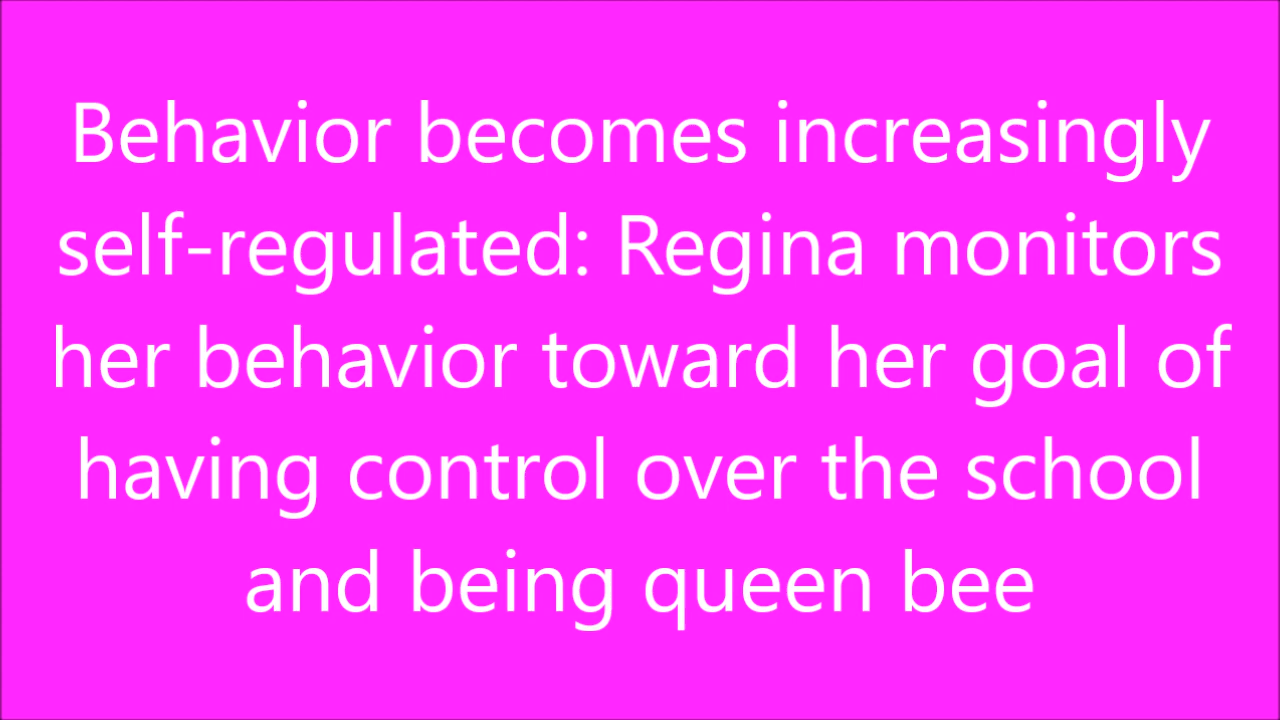 Behavior becomes increasingly
self-regulated: Regina monitors
her behavior toward her goal of
having control over the school
and being queen bee